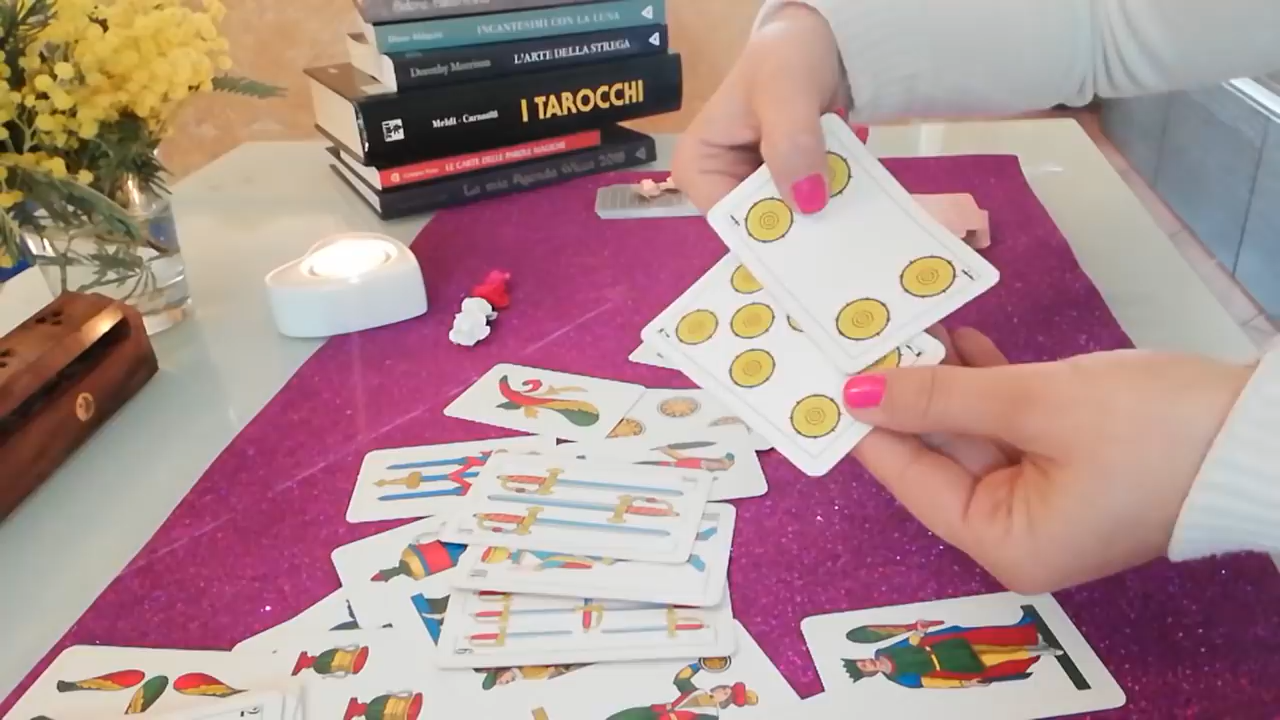 INCANTESIMI CON LA LUNA
Dorothy Morrison L'ARTE DELLA STREGA
Meldi - Carnatti I TAROCCHI
LE CARTE DELLE PAROLE MAGICHE
La mia Agenda Wicca 2018